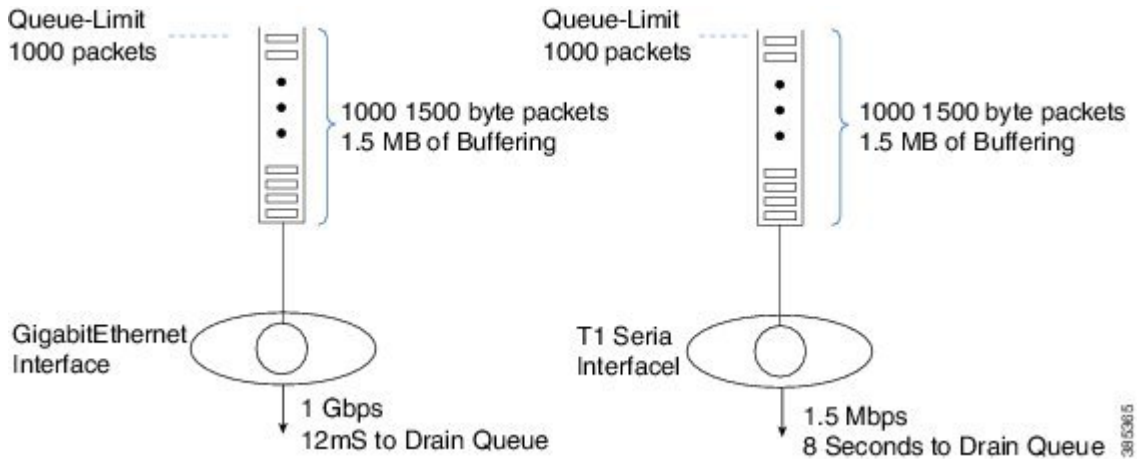 Queue-Limit
1000 packets
1000 1500 byte packets
1.5 MB of Buffering
GigabitEthernet
Interface
1 Gbps
12mS to Drain Queue
Queue-Limit
1000 packets
1000 1500 byte packets
1.5 MB of Buffering
T1 Seria
Interfacel
1.5 Mbps
8 Seconds to Drain Queue
385365